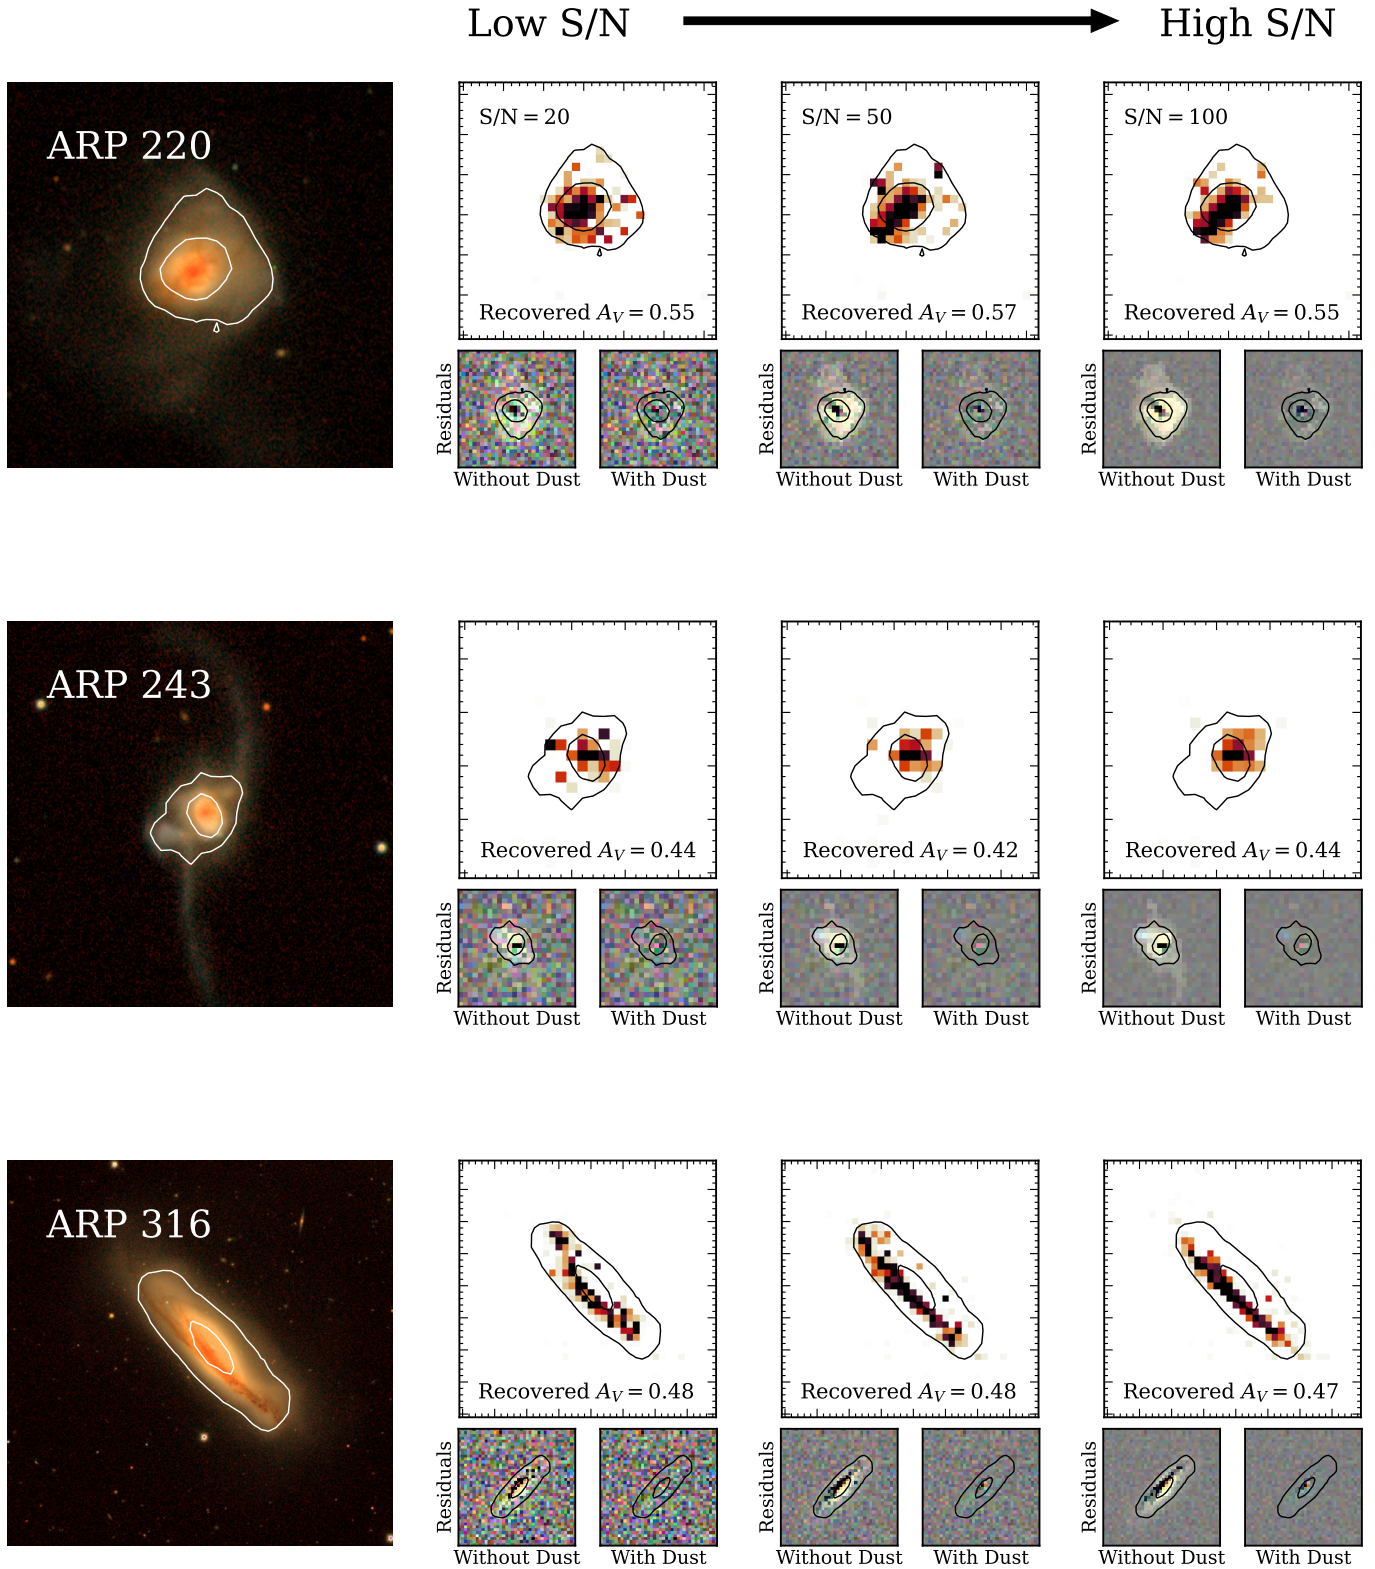 Low S/N
High S/N
ARP 220
S/N = 20
S/N = 50
S/N = 100
Recovered A_V = 0.55
Recovered A_V = 0.57
Recovered A_V = 0.55
Residuals
Without Dust
With Dust
Residuals
Without Dust
With Dust
Residuals
Without Dust
With Dust
ARP 243
Recovered A_V = 0.44
Recovered A_V = 0.42
Recovered A_V = 0.44
Residuals
Without Dust
With Dust
Residuals
Without Dust
With Dust
Residuals
Without Dust
With Dust
ARP 316
Recovered A_V = 0.48
Recovered A_V = 0.48
Recovered A_V = 0.47
Residuals
Without Dust
With Dust
Residuals
Without Dust
With Dust
Residuals
Without Dust
With Dust